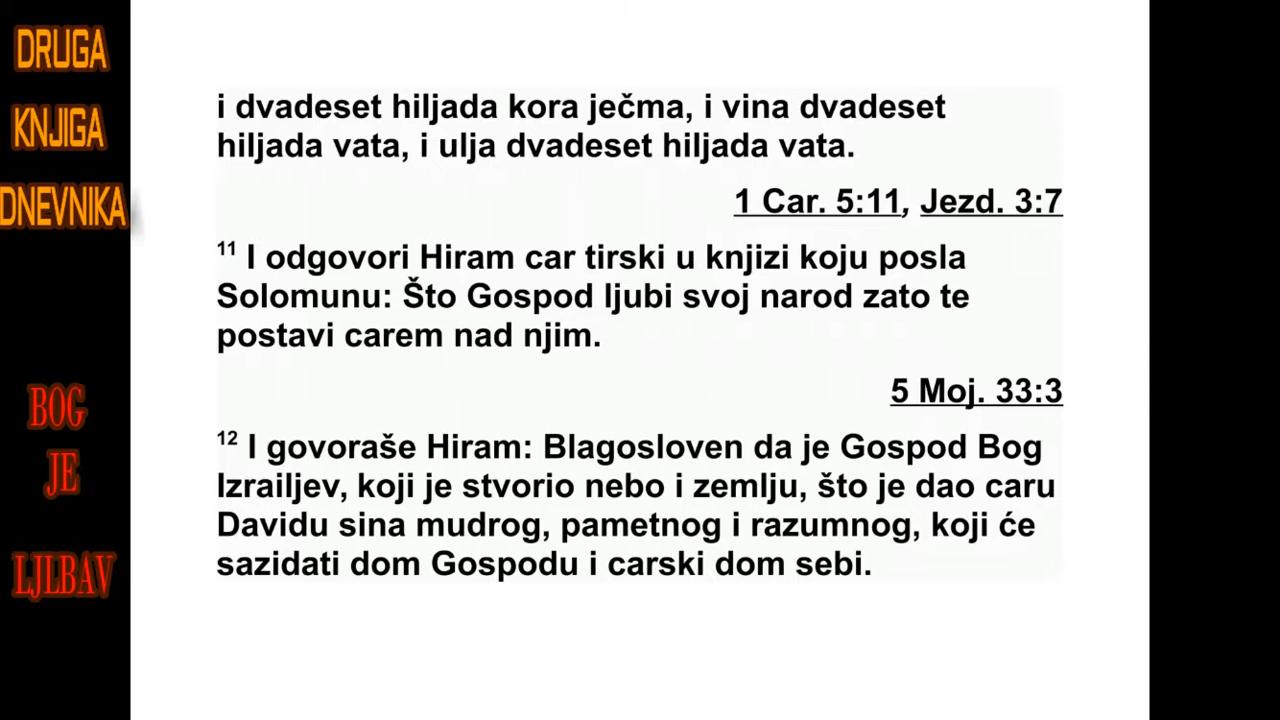 DRUGA
KNJIGA
DNEVNIKA
BOG
JE
LJLBAV
i dvadeset hiljada kora ječma, i vina dvadeset
hiljada vata, i ulja dvadeset hiljada vata.
1 Car. 5:11, Jezd. 3:7
11 I odgovori Hiram car tirski u knjizi koju posla
Solomunu: Što Gospod ljubi svoj narod zato te
postavi carem nad njim.
5 Moj. 33:3
12 I govoraše Hiram: Blagosloven da je Gospod Bog
Izrailjev, koji je stvorio nebo i zemlju, što je dao caru
Davidu sina mudrog, pametnog i razumnog, koji će
sazidati dom Gospodu i carski dom sebi.